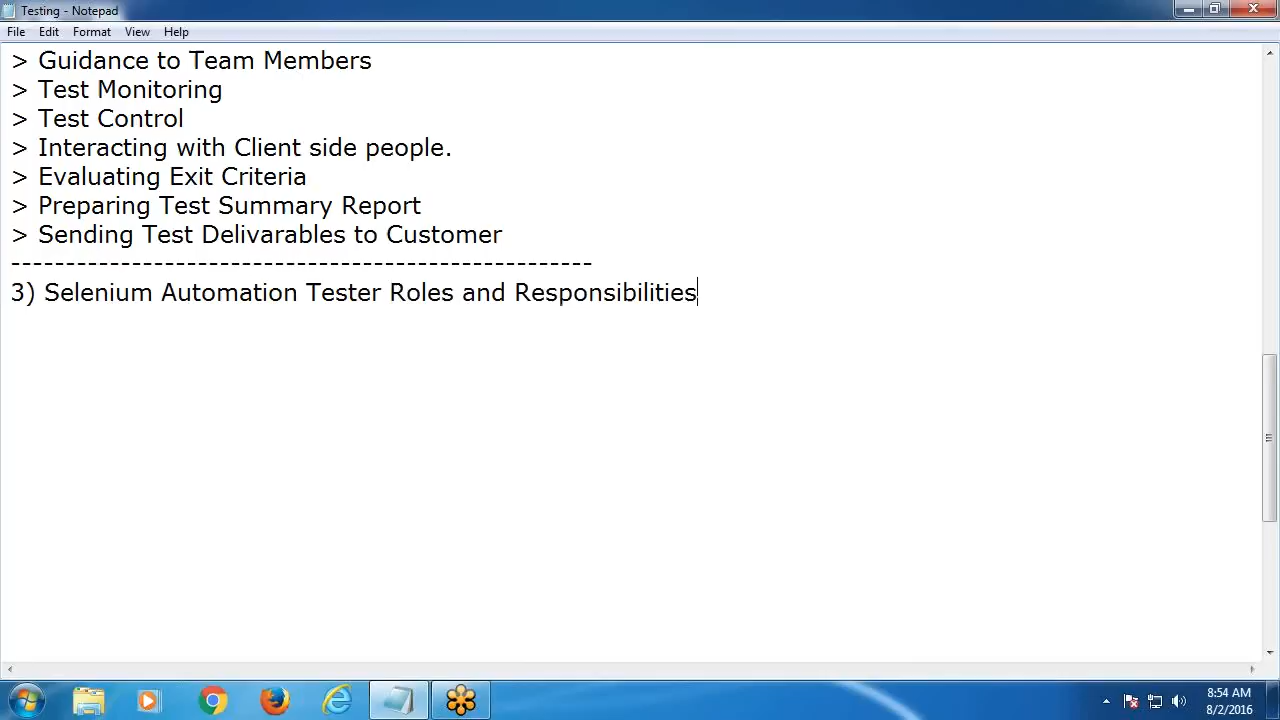 Testing - Notepad
File Edit Format View Help
> Guidance to Team Members
> Test Monitoring
> Test Control
> Interacting with Client side people.
> Evaluating Exit Criteria
> Preparing Test Summary Report
> Sending Test Delivarables to Customer
-----------------------------------------------------
3) Selenium Automation Tester Roles and Responsibilities
8:54 AM
8/2/2016